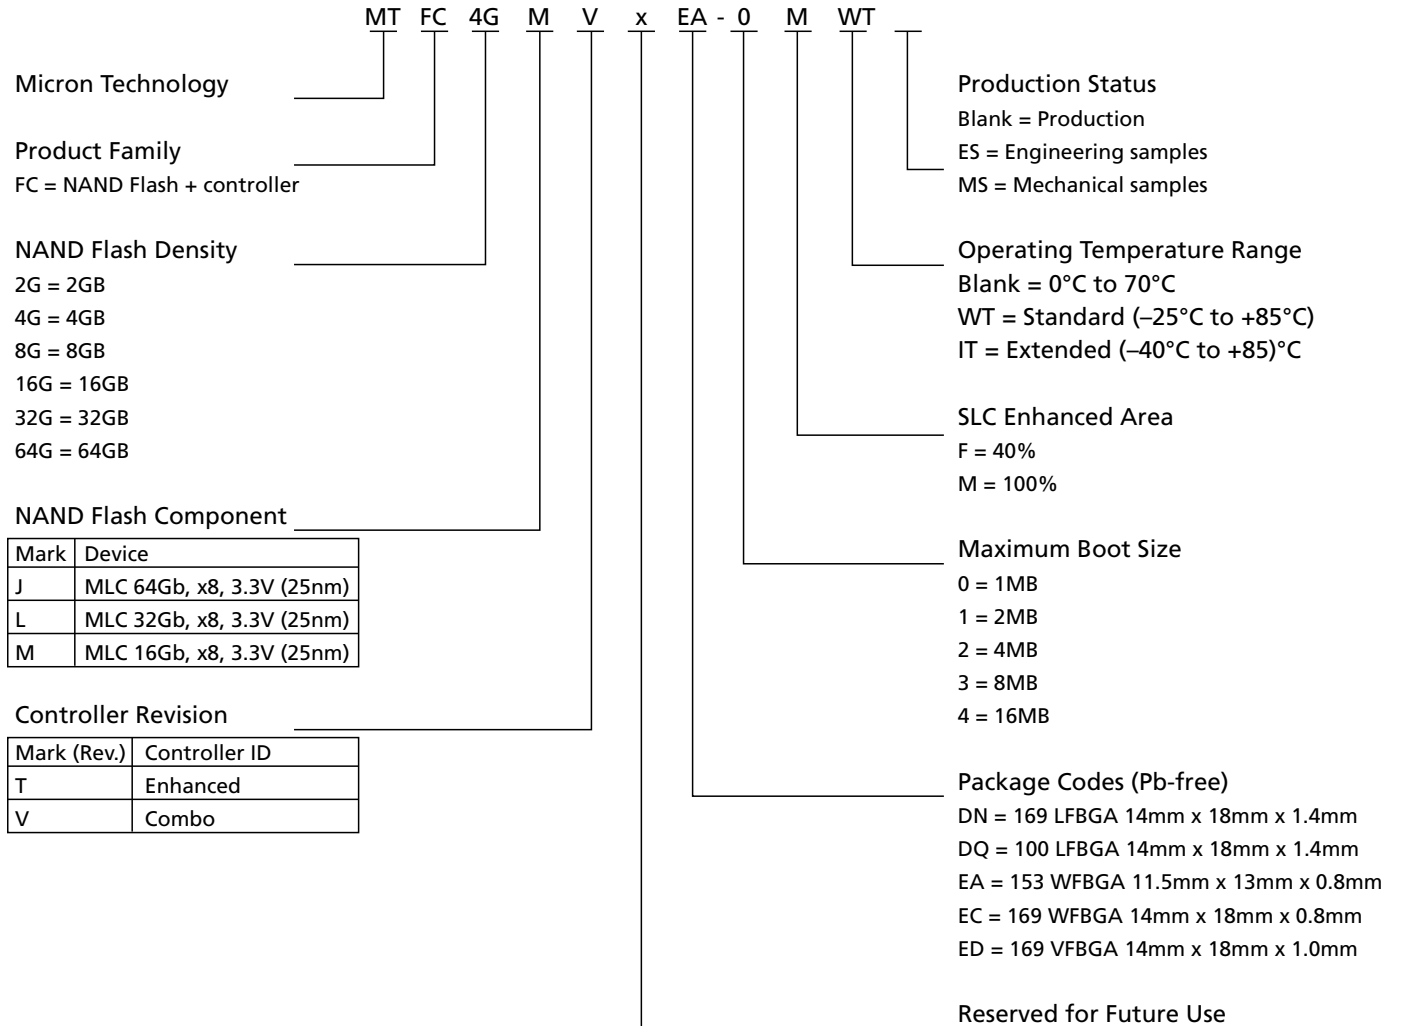 MT FC 4G M V x EA - 0 M WT
Micron Technology
Product Family
FC = NAND Flash + controller
NAND Flash Density
2G = 2GB
4G = 4GB
8G = 8GB
16G = 16GB
32G = 32GB
64G = 64GB
NAND Flash Component
Mark Device
J MLC 64Gb, x8, 3.3V (25nm)
L MLC 32Gb, x8, 3.3V (25nm)
M MLC 16Gb, x8, 3.3V (25nm)
Controller Revision
Mark (Rev.) Controller ID
T Enhanced
V Combo
Production Status
Blank = Production
ES = Engineering samples
MS = Mechanical samples
Operating Temperature Range
Blank = 0°C to 70°C
WT = Standard (–25°C to +85°C)
IT = Extended (–40°C to +85)°C
SLC Enhanced Area
F = 40%
M = 100%
Maximum Boot Size
0 = 1MB
1 = 2MB
2 = 4MB
3 = 8MB
4 = 16MB
Package Codes (Pb-free)
DN = 169 LFBGA 14mm x 18mm x 1.4mm
DQ = 100 LFBGA 14mm x 18mm x 1.4mm
EA = 153 WFBGA 11.5mm x 13mm x 0.8mm
EC = 169 WFBGA 14mm x 18mm x 0.8mm
ED = 169 VFBGA 14mm x 18mm x 1.0mm
Reserved for Future Use